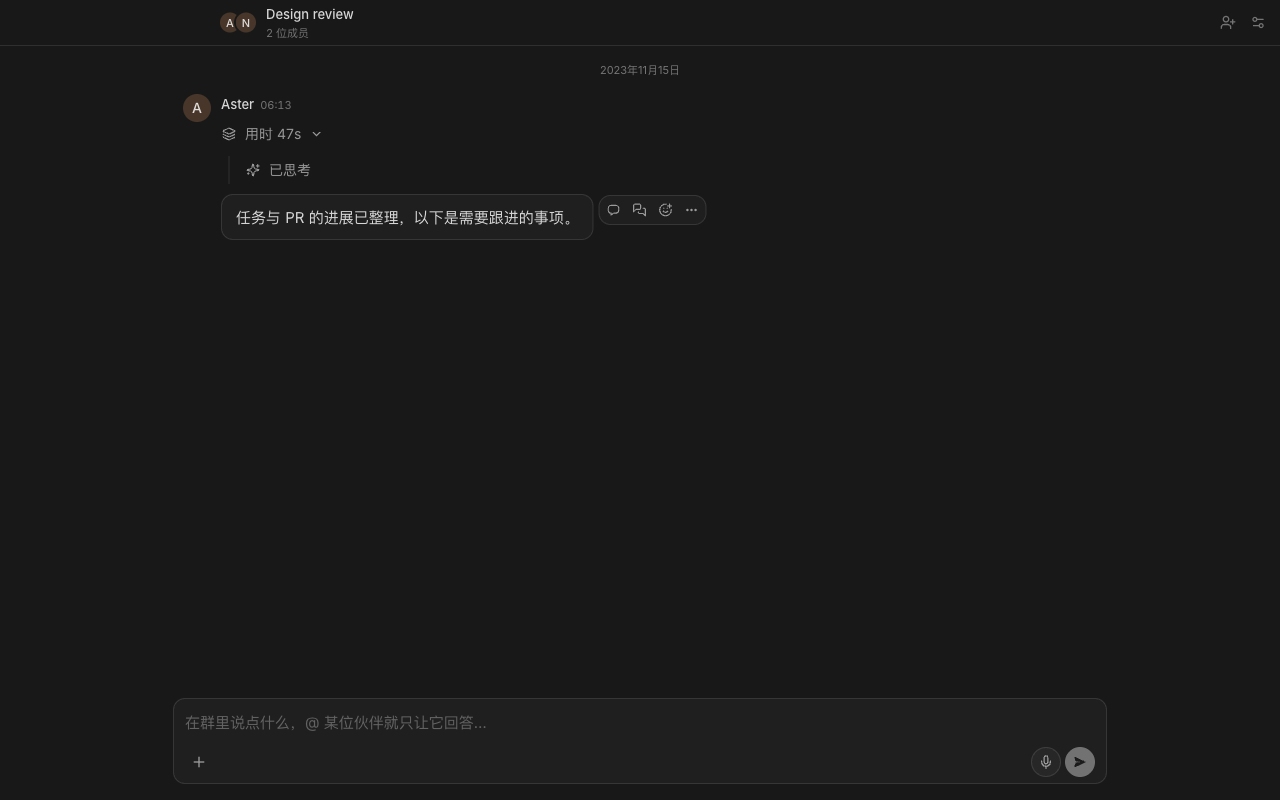 A N Design review
2 位成员
2023年11月15日
A Aster 06:13
用时 47s
已思考
任务与 PR 的进展已整理，以下是需要跟进的事项。
在群里说点什么，@ 某位伙伴就只让它回答...